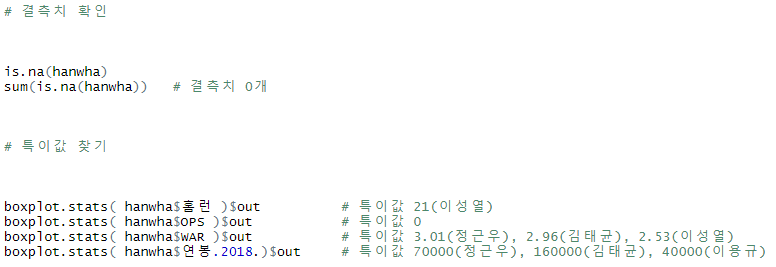 # 결측치 확인
is.na(hanwha)
sum(is.na(hanwha))   # 결측치 0개
# 특이값 찾기
boxplot.stats( hanwha$홈런 )$out          # 특이값 21(이성열)
boxplot.stats( hanwha$OPS )$out           # 특이값 0
boxplot.stats( hanwha$WAR )$out           # 특이값 3.01(정근우), 2.96(김태균), 2.53(이성열)
boxplot.stats( hanwha$연봉.2018.)$out     # 특이값 70000(정근우), 160000(김태균), 40000(이용규)